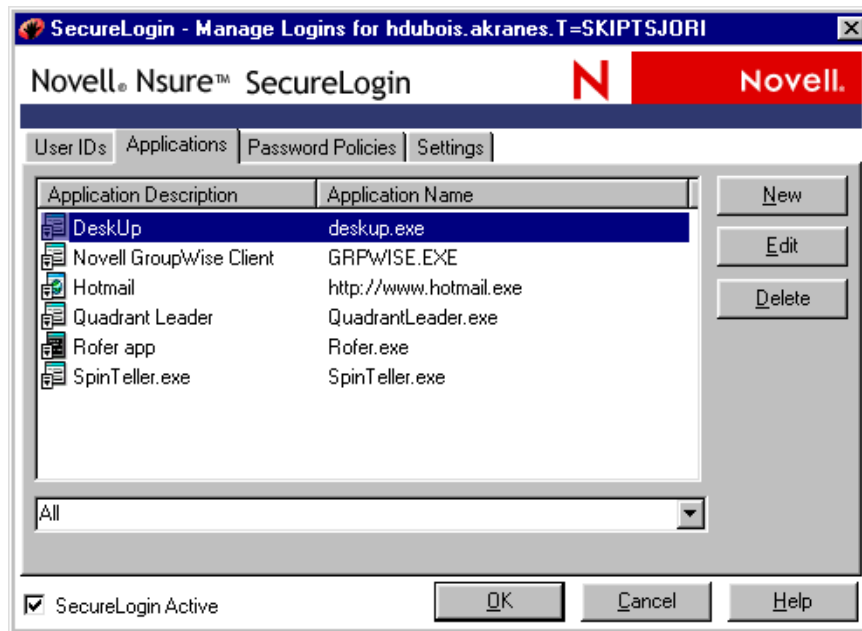 SecureLogin - Manage Logins for hdubois.akranes.T=SKIPTSJORI
Novell® Nsure™ SecureLogin N Novell.
User IDs Applications Password Policies Settings
Application Description Application Name New
DeskUp deskup.exe
Novell GroupWise Client GRPWISE.EXE Edit
Hotmail http://www.hotmail.exe Delete
Quadrant Leader QuadrantLeader.exe
Rofer app Rofer.exe
SpinTeller.exe SpinTeller.exe
All
SecureLogin Active OK Cancel Help